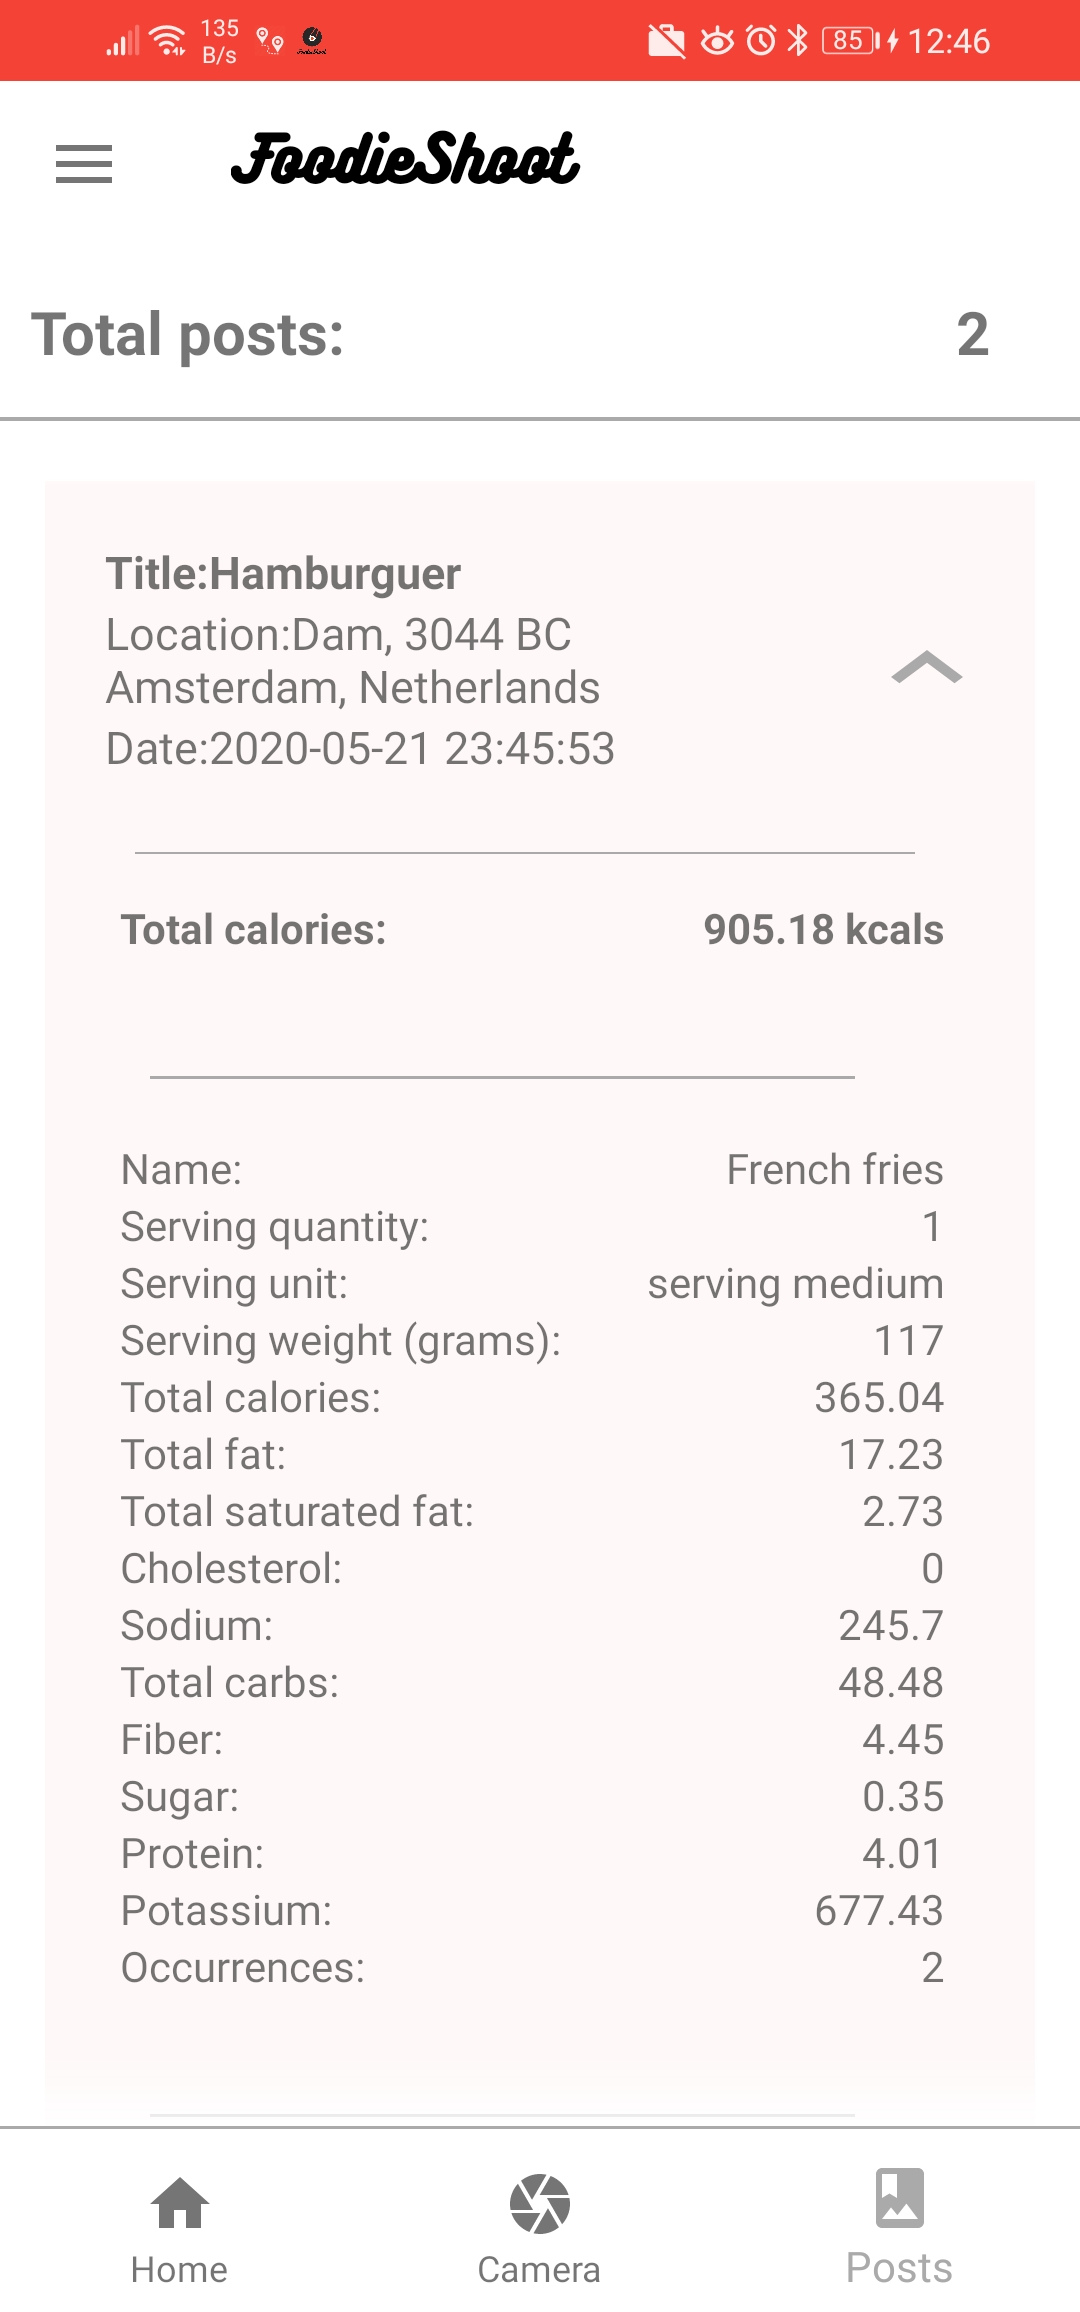 135
B/s
85
12:46
FoodieShoot
Total posts: 2
Title:Hamburguer
Location:Dam, 3044 BC
Amsterdam, Netherlands
Date:2020-05-21 23:45:53
Total calories: 905.18 kcals
Name: French fries
Serving quantity: 1
Serving unit: serving medium
Serving weight (grams): 117
Total calories: 365.04
Total fat: 17.23
Total saturated fat: 2.73
Cholesterol: 0
Sodium: 245.7
Total carbs: 48.48
Fiber: 4.45
Sugar: 0.35
Protein: 4.01
Potassium: 677.43
Occurrences: 2
Home Camera Posts